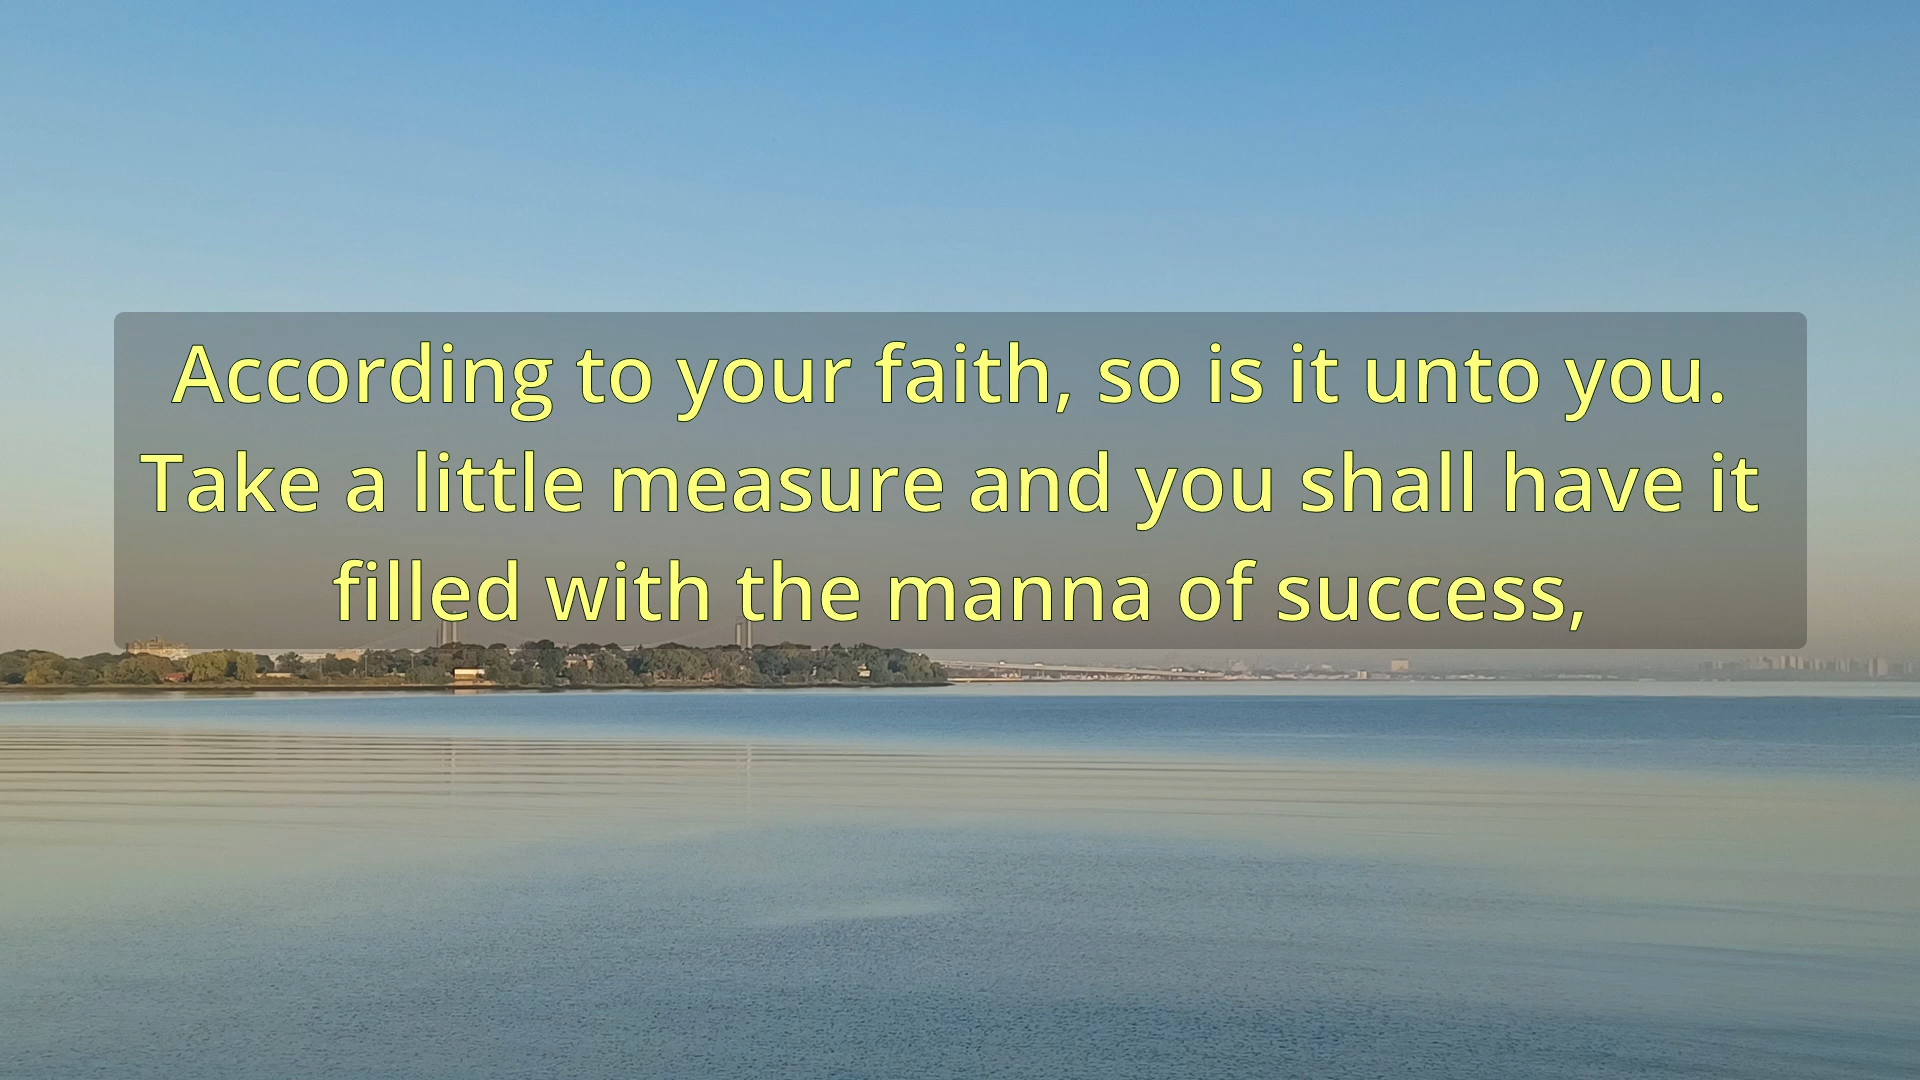 According to your faith, so is it unto you.
Take a little measure and you shall have it
filled with the manna of success,